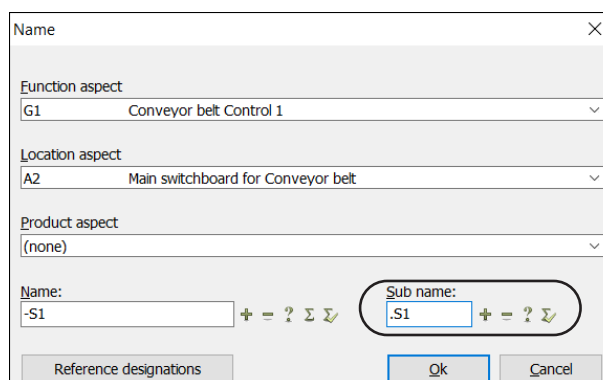 Name
Function aspect
G1 Conveyor belt Control 1
Location aspect
A2 Main switchboard for Conveyor belt
Product aspect
(none)
Name: Sub name:
-S1 + - ? Σ Σ .S1 + - ? Σ
Reference designations Ok Cancel